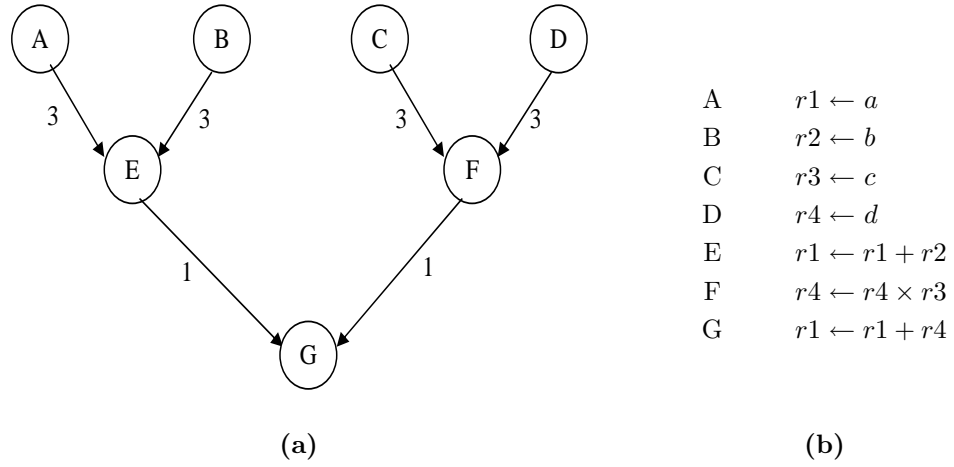 A B C D
3 3 3 3
E F
1 1
G
A r1 ← a
B r2 ← b
C r3 ← c
D r4 ← d
E r1 ← r1 + r2
F r4 ← r4 × r3
G r1 ← r1 + r4
(a) (b)